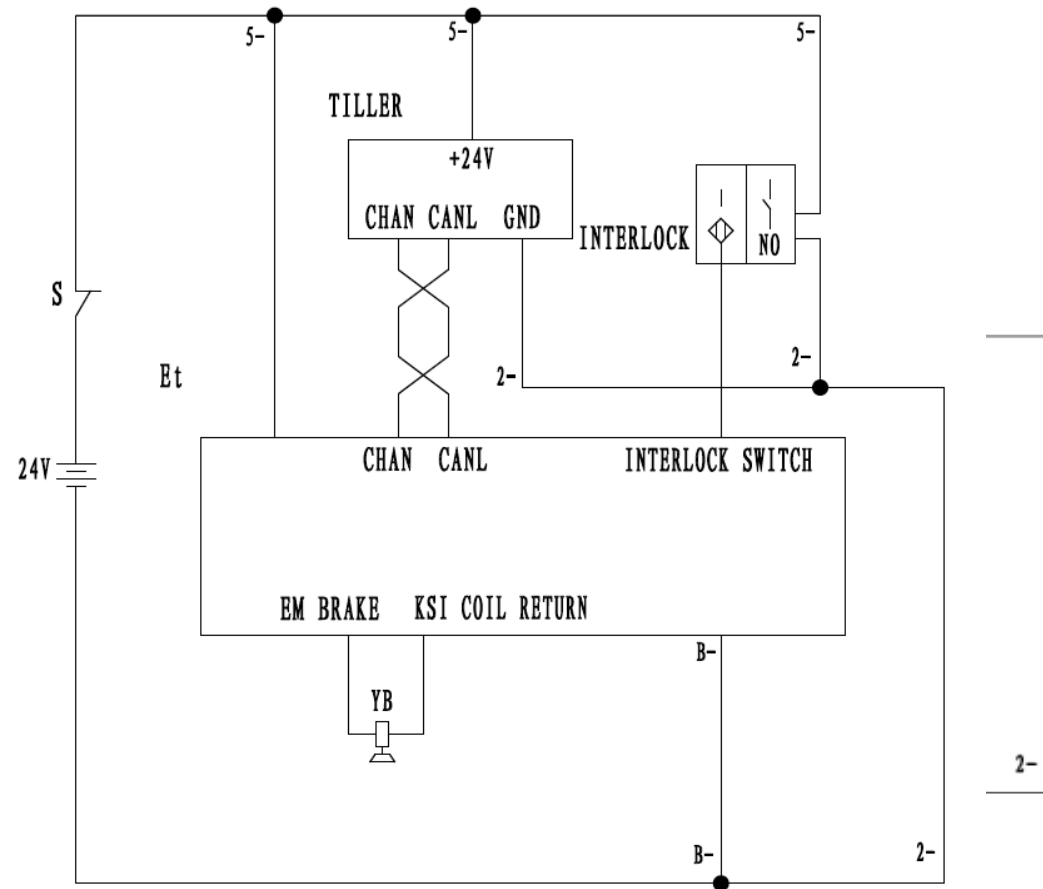 5-
5-
5-
TILLER
+24V
CHAN CANL GND
INTERLOCK
NO
S
Et
2-
2-
24V
CHAN CANL
INTERLOCK SWITCH
EM BRAKE KSI COIL RETURN
B-
YB
2-
B-
2-